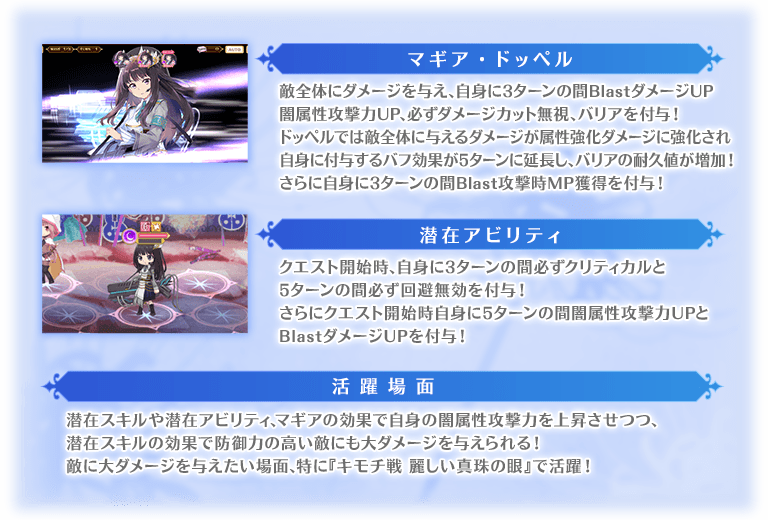 マギア・ドッペル
敵全体にダメージを与え、自身に3ターンの間BlastダメージUP
闇属性攻撃力UP、必ずダメージカット無視、バリアを付与！
ドッペルでは敵全体に与えるダメージが属性強化ダメージに強化され
自身に付与するバフ効果が5ターンに延長し、バリアの耐久値が増加！
さらに自身に3ターンの間Blast攻撃時MP獲得を付与！
潜在アビリティ
クエスト開始時、自身に3ターンの間必ずクリティカルと
5ターンの間必ず回避無効を付与！
さらにクエスト開始時自身に5ターンの間闇属性攻撃力UPと
BlastダメージUPを付与！
活躍場面
潜在スキルや潜在アビリティ、マギアの効果で自身の闇属性攻撃力を上昇させつつ、
潜在スキルの効果で防御力の高い敵にも大ダメージを与えられる！
敵に大ダメージを与えたい場面、特に『キモチ戦 麗しい真珠の眼』で活躍！